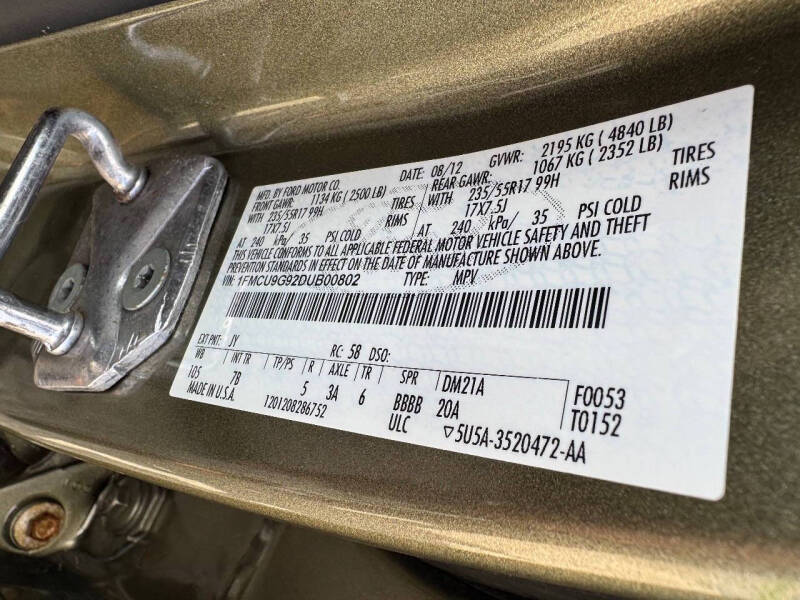 MFD. BY FORD MOTOR CO.
DATE: 08/12 GVWR: 2195 KG ( 4840 LB)
FRONT GAWR: 1134 KG ( 2500 LB) REAR GAWR: 1067 KG ( 2352 LB)
WITH 235/55R17 99H TIRES WITH 235/55R17 99H TIRES
17X7.5J RIMS 17X7.5J RIMS
AT 240 kPa/ 35 PSI COLD AT 240 kPa/ 35 PSI COLD
THIS VEHICLE CONFORMS TO ALL APPLICABLE FEDERAL MOTOR VEHICLE SAFETY AND THEFT
PREVENTION STANDARDS IN EFFECT ON THE DATE OF MANUFACTURE SHOWN ABOVE.
VIN: 1FMCU9G92DUB00802 TYPE: MPV
EXT PNT: JY RC: 58 DSO:
WB INT TR TP/PS R AXLE TR SPR DM21A F0053
105 7B 5 3A 6 BBBB 20A T0152
MADE IN U.S.A. 1201208286752 ULC ▽5U5A-3520472-AA